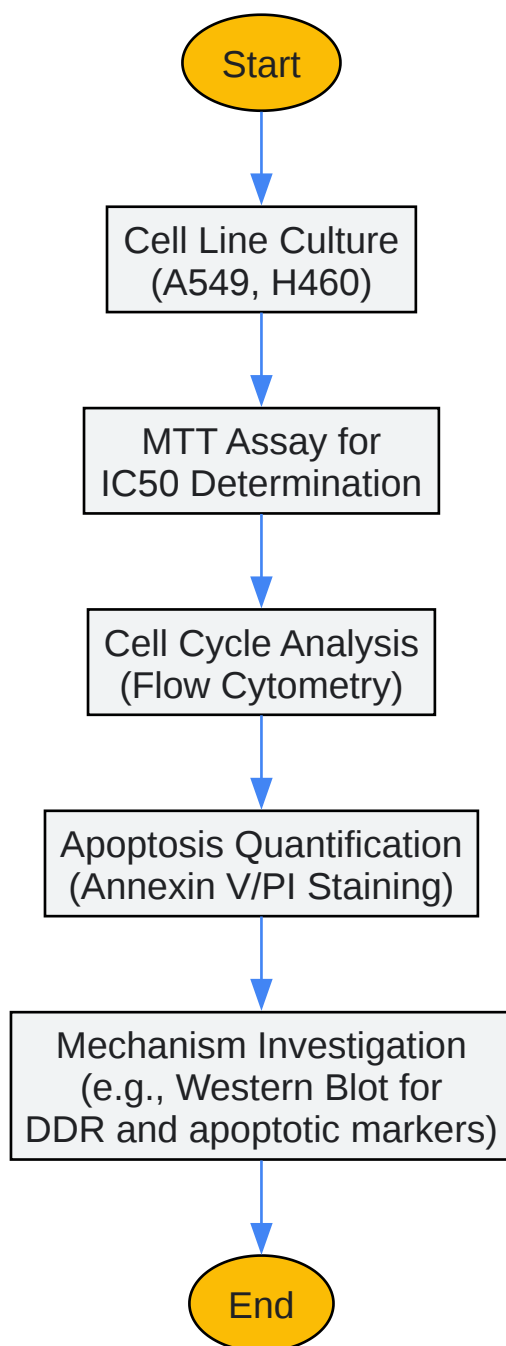 Start
Cell Line Culture
(A549, H460)
MTT Assay for
IC50 Determination
Cell Cycle Analysis
(Flow Cytometry)
Apoptosis Quantification
(Annexin V/PI Staining)
Mechanism Investigation
(e.g., Western Blot for
DDR and apoptotic markers)
End